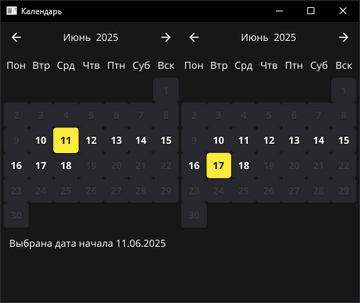 Календарь
Июнь 2025 Июнь 2025
Пон Втр Срд Чтв Птн Суб Вск Пон Втр Срд Чтв Птн Суб Вск
1 1
2 3 4 5 6 7 8 2 3 4 5 6 7 8
9 10 11 12 13 14 15 9 10 11 12 13 14 15
16 17 18 19 20 21 22 16 17 18 19 20 21 22
23 24 25 26 27 28 29 23 24 25 26 27 28 29
30 30
Выбрана дата начала 11.06.2025